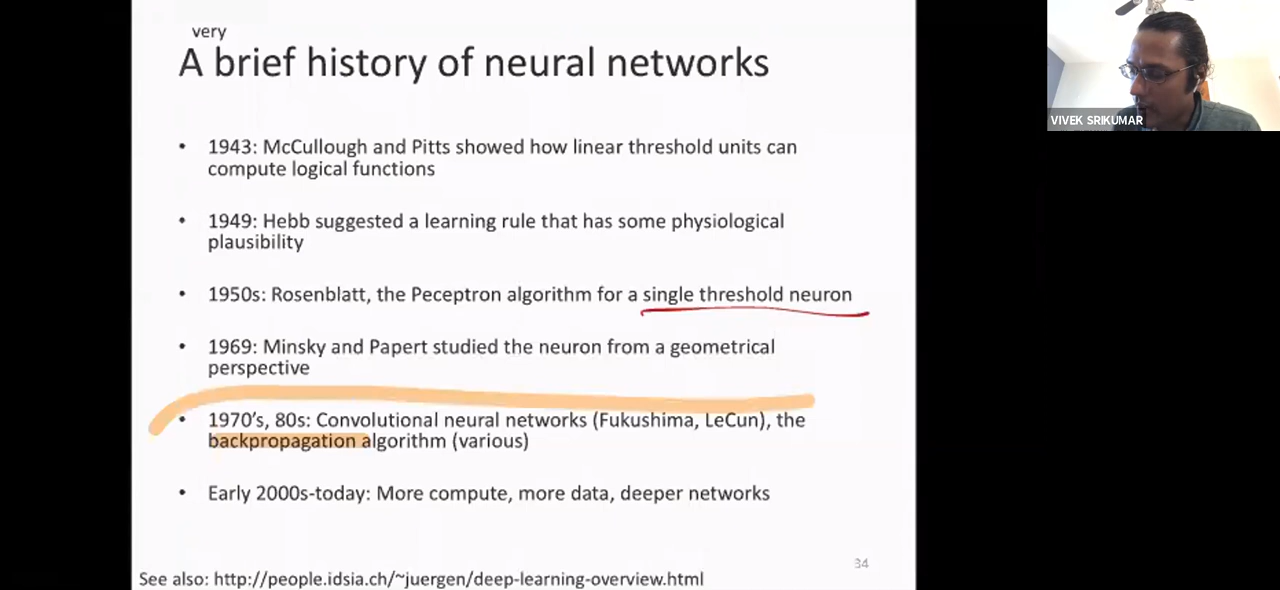 very
A brief history of neural networks
VIVEK SRIKUMAR
• 1943: McCullough and Pitts showed how linear threshold units can
compute logical functions
• 1949: Hebb suggested a learning rule that has some physiological
plausibility
• 1950s: Rosenblatt, the Peceptron algorithm for a single threshold neuron
• 1969: Minsky and Papert studied the neuron from a geometrical
perspective
• 1970's, 80s: Convolutional neural networks (Fukushima, LeCun), the
backpropagation algorithm (various)
• Early 2000s-today: More compute, more data, deeper networks
34
See also: http://people.idsia.ch/~juergen/deep-learning-overview.html